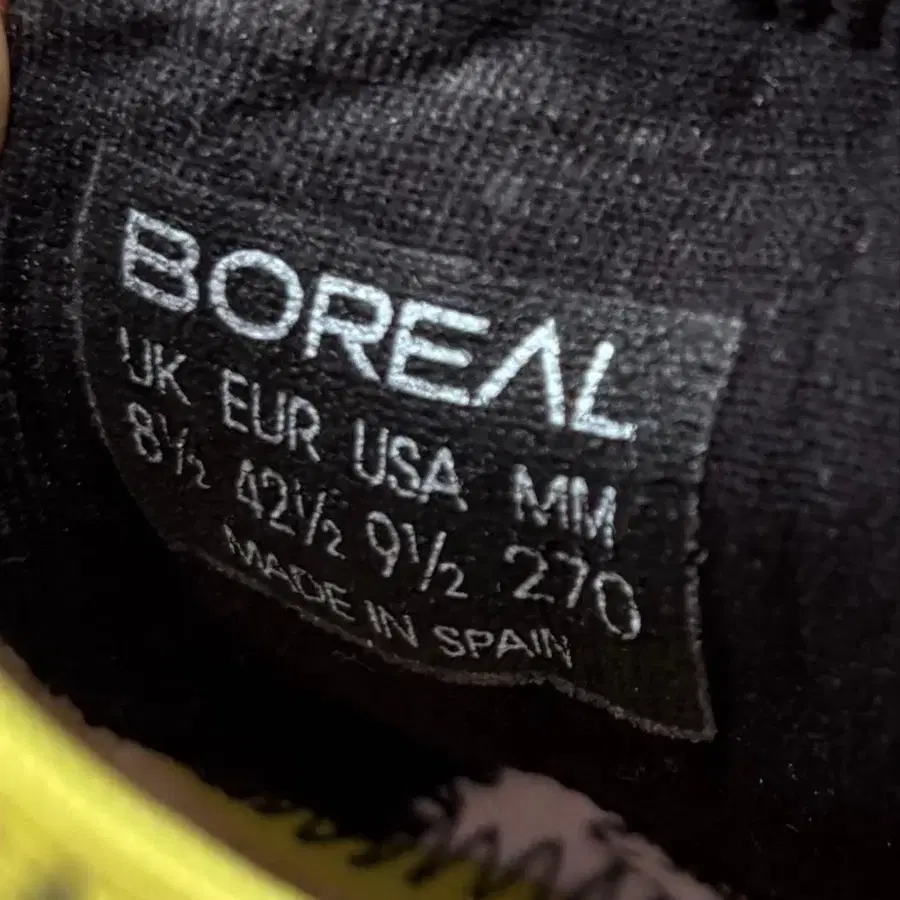 BOREAL
UK EUR USA MM
8½ 42½ 9½ 270
MADE IN SPAIN